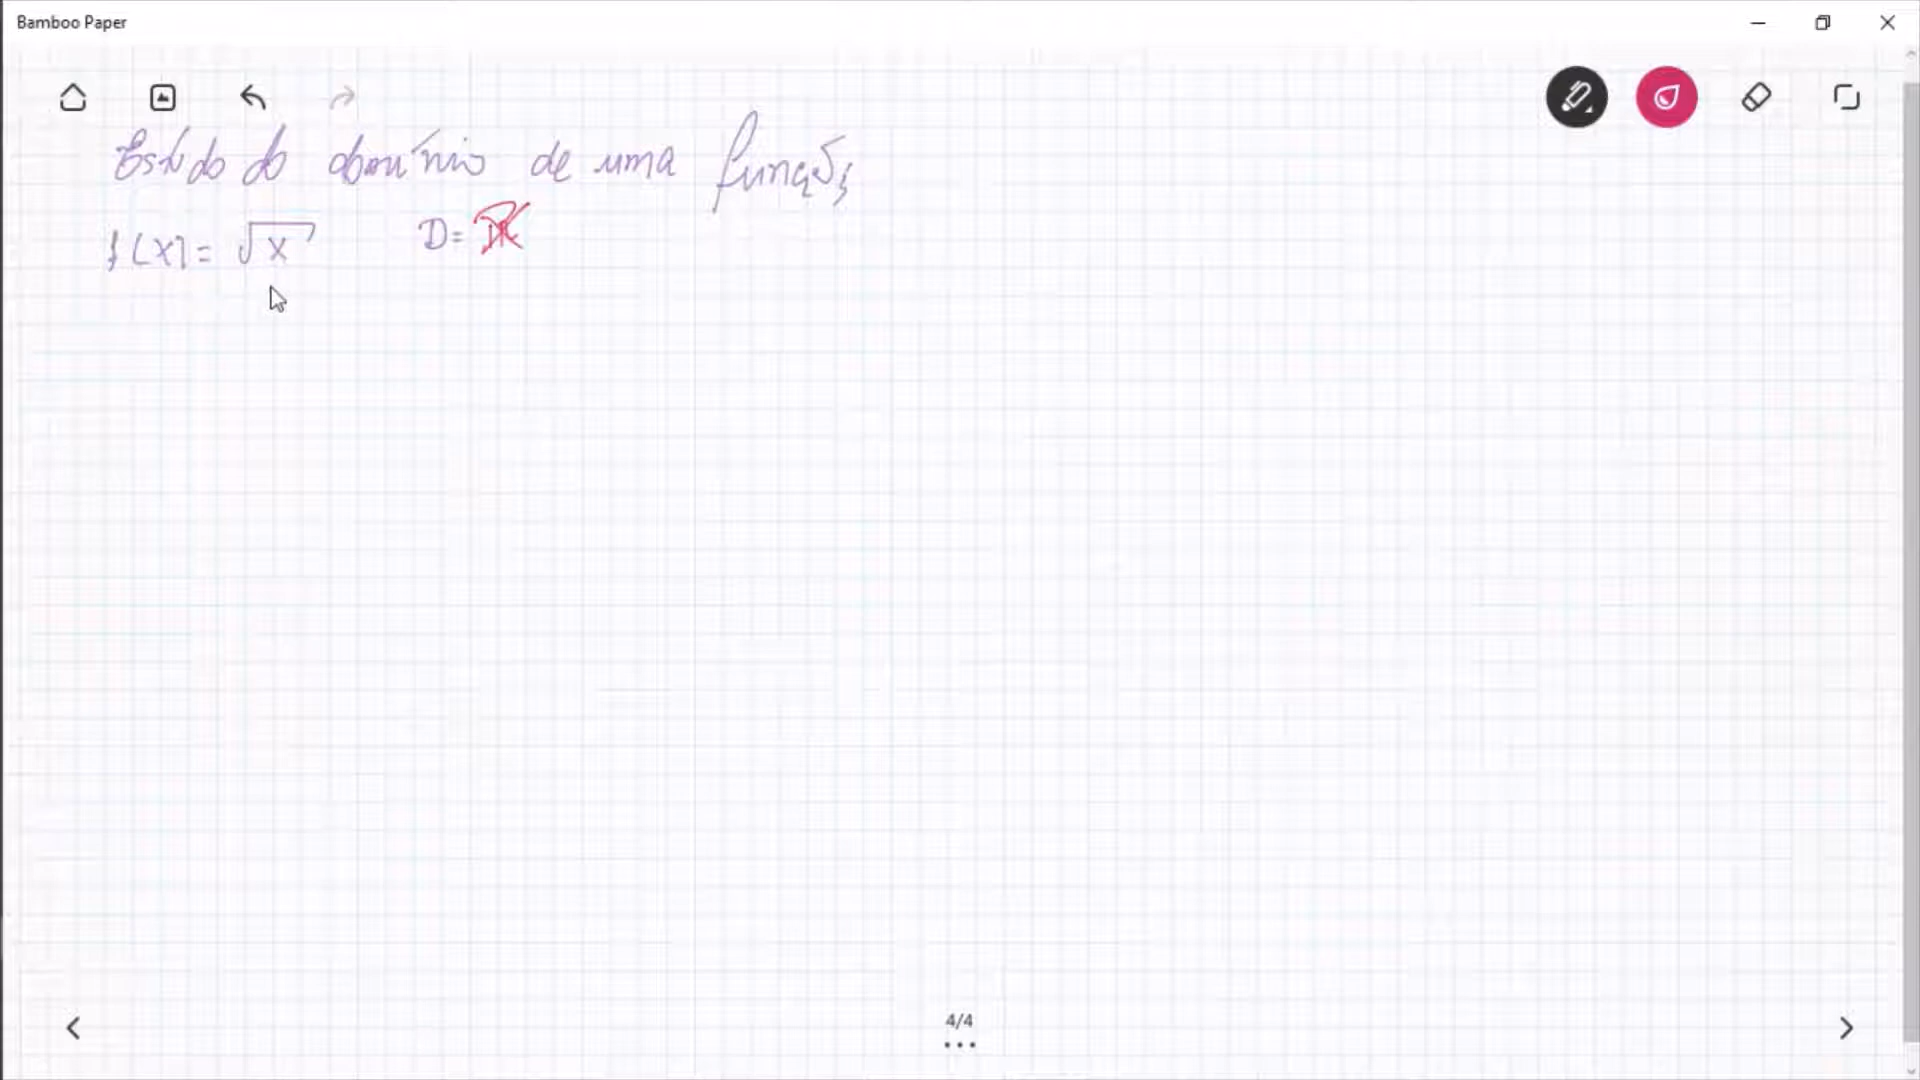 Bamboo Paper
Estudo do domínio de uma função
f(x) = √x D = ℝ
4/4